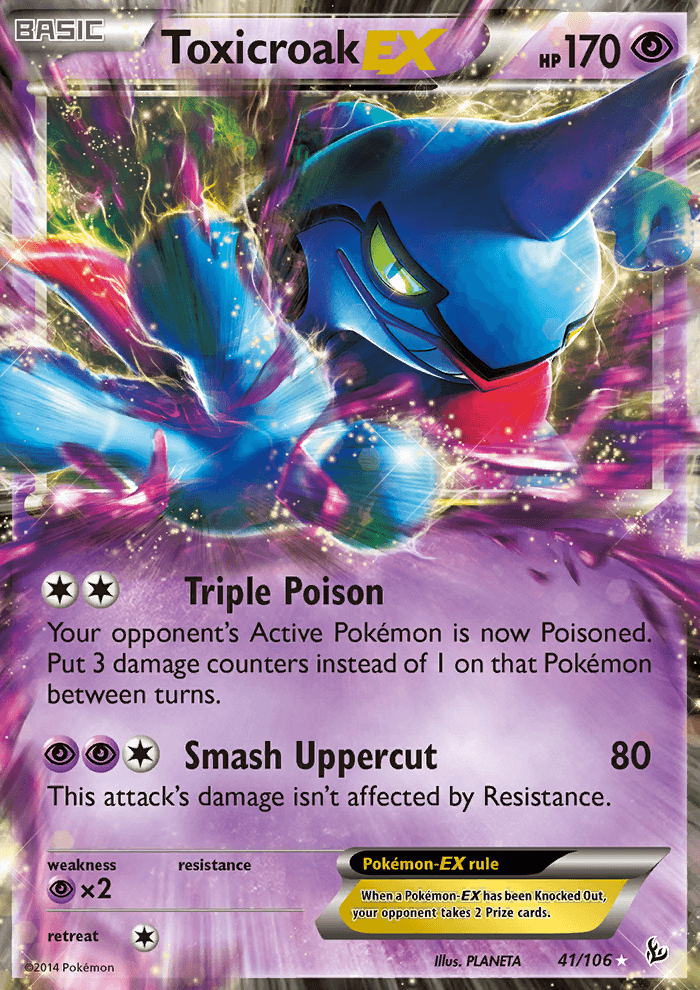 BASIC
Toxicroak EX
HP 170
Triple Poison
Your opponent's Active Pokémon is now Poisoned.
Put 3 damage counters instead of 1 on that Pokémon
between turns.
Smash Uppercut 80
This attack's damage isn't affected by Resistance.
weakness resistance
×2
retreat
Pokémon-EX rule
When a Pokémon-EX has been Knocked Out,
your opponent takes 2 Prize cards.
©2014 Pokémon
Illus. PLANETA 41/106 ★